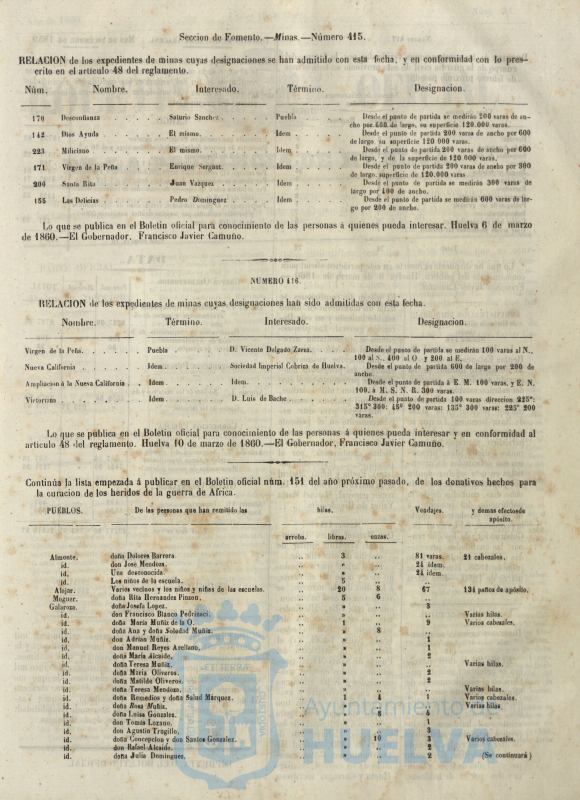 Seccion de Fomento.—Minas.—Número 415.
RELACION de los expedientes de minas cuyas designaciones se han admitido con esta fecha, y en conformidad con lo pres-
crito en el artículo 48 del reglamento.
Núm. Nombre. Interesado. Término. Designacion.
170 Desconfianza Saturio Sanchez Puebla Desde el punto de partida se medirán 200 varas de an-
cho por 600 de largo, su superficie 120.000 varas.
142 Dios Ayuda El mismo. Idem Desde el punto de partida 200 varas de ancho por 600
de largo, su superficie 120.000 varas.
223 Miliciano El mismo. Idem Desde el punto de partida 200 varas de ancho por 600
de largo, y de la superficie de 120.000 varas.
171 Virgen de la Peña Enrique Sergant. Idem Desde el punto de partida 200 varas de ancho por 300
de largo, superficie de 120.000 varas
200 Santa Rita Juan Vazquez Idem Desde el punto de partida se medirán 300 varas de
largo por 400 de ancho.
155 Las Delicias Pedro Dominguez Idem Desde el punto de partida se medirán 600 varas de lar-
go por 200 de ancho.
Lo que se publica en el Boletin oficial para conocimiento de las personas á quienes pueda interesar. Huelva 6 de marzo
de 1860.—El Gobernador, Francisco Javier Camuño.
NUMERO 416.
RELACION de los expedientes de minas cuyas designaciones han sido admitidas con esta fecha.
Nombre. Término. Interesado. Designacion.
Virgen de la Peña. Puebla D. Vicente Delgado Zarza. Desde el punto de partida se medirán 100 varas al N.,
100 al S., 400 al O. y 200 al E.
Nueva California Idem Sociedad Imperial Cobriza de Huelva. Desde el punto de partida 600 de largo por 200 de
ancho.
Ampliacion á la Nueva California Idem Idem. Desde el punto de partida á E. M. 100 varas, y E. N.
100, á M. S. N. R. 300 varas.
Victorino Idem. D. Luis de Bache Desde el punto de partida 100 varas direccion 225°:
315° 300: 45° 200 varas: 135° 300 varas: 225° 200
varas.
Lo que se publica en el Boletin oficial para conocimiento de las personas á quienes pueda interesar y en conformidad al
artículo 48 del reglamento. Huelva 10 de marzo de 1860.—El Gobernador, Francisco Javier Camuño.
Continúa la lista empezada á publicar en el Boletin oficial núm. 151 del año próximo pasado, de los donativos hechos para
la curacion de los heridos de la guerra de Africa.
PUEBLOS. De las personas que han remitido las hilas. Vendajes. y demas efectos de
apósito.
arroba. libras. onzas.
Almonte. doña Dolores Barrera. .. 3 .. 81 varas. 21 cabezales.
id. don José Mendoza. .. » .. 24 idem.
id. Una desconocida. .. » .. 24 idem.
id. Los niños de la escuela. .. 5 ..
Alajar. Varios vecinos y los niños y niñas de las escuelas. .. 20 8 67 134 paños de apósito.
Moguer. doña Rita Hernandez Pinzon. .. 5 6 ..
Galaroza. doña Josefa Lopez. .. » .. 3
id. don Francisco Blanco Pedrizaci. .. » .. .. Varias hilas.
id. doña Maria Muñiz de la O. .. 1 .. 9 Varios cabezales.
id. doña Ana y doña Soledad Muñiz. .. » 8 ..
id. don Adrian Muñiz. .. » .. 1
id. don Manuel Reyes Arellano. .. » .. 1
id. doña María Alcaide. .. » .. 2
id. doña Teresa Muñiz. .. » .. .. Varias hilas.
id. doña Maria Oliveros. .. » .. 2
id. doña Matilde Oliveros. .. » .. 2
id. doña Teresa Mendoza. .. » .. .. Varias hilas.
id. doña Remedios y doña Salud Márquez. .. 1 4 1 Varios cabezales.
id. doña Rosa Muñiz. .. » .. .. Varias hilas
id. doña Luisa Gonzalez. .. » 8 4
id. don Tomás Lozano. .. » .. 1
id. don Agustin Trugillo. .. » .. 3
id. doña Concepcion y don Santos Gonzalez. .. » 10 3 Varios cabezales.
id. don Rafael Alcaide. .. » .. 2
id. doña Julia Dominguez. .. » .. 2 (Se continuará)
Ayuntamiento de
HUELVA